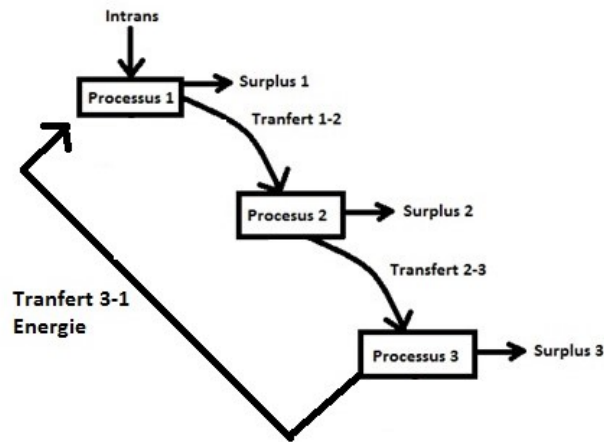 Intrans
Processus 1
Surplus 1
Tranfert 1-2
Procesus 2
Surplus 2
Transfert 2-3
Tranfert 3-1
Energie
Processus 3
Surplus 3